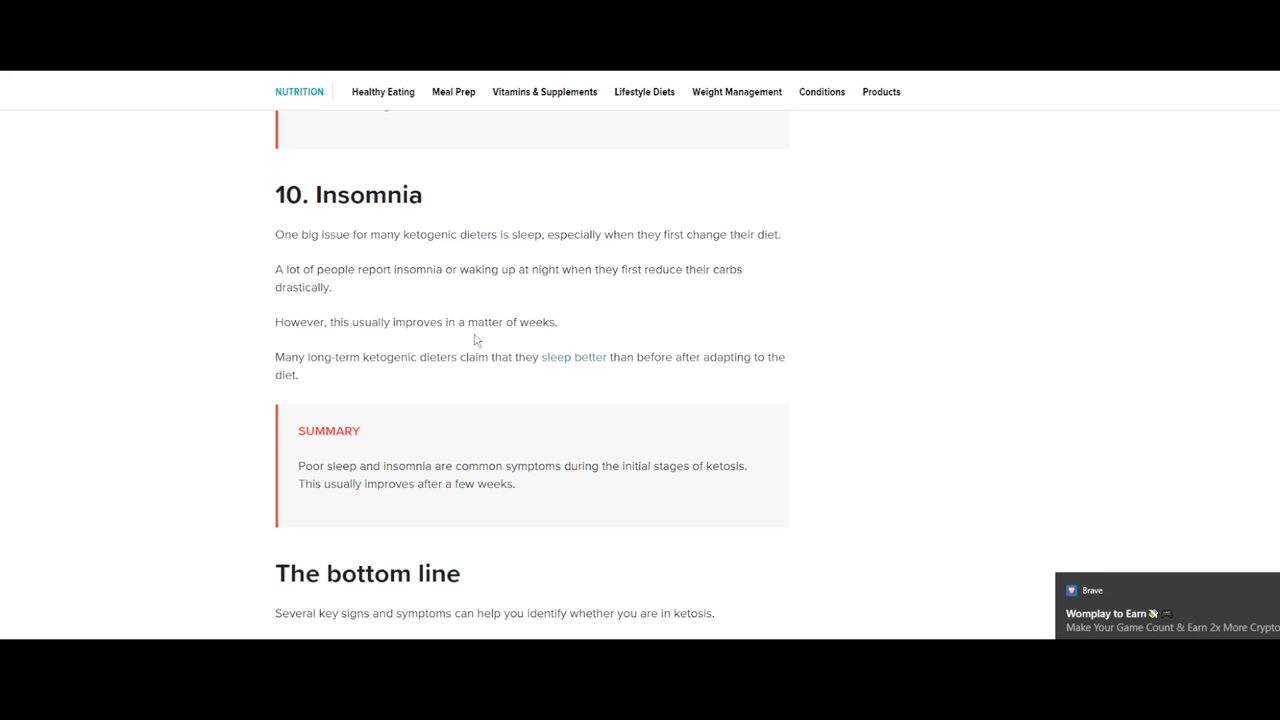 NUTRITION Healthy Eating Meal Prep Vitamins & Supplements Lifestyle Diets Weight Management Conditions Products
10. Insomnia
One big issue for many ketogenic dieters is sleep, especially when they first change their diet.
A lot of people report insomnia or waking up at night when they first reduce their carbs
drastically.
However, this usually improves in a matter of weeks.
Many long-term ketogenic dieters claim that they sleep better than before after adapting to the
diet.
SUMMARY
Poor sleep and insomnia are common symptoms during the initial stages of ketosis.
This usually improves after a few weeks.
The bottom line
Several key signs and symptoms can help you identify whether you are in ketosis.
Brave
Wonplay to Earn
Make Your Game Count & Earn 2x More Crypto